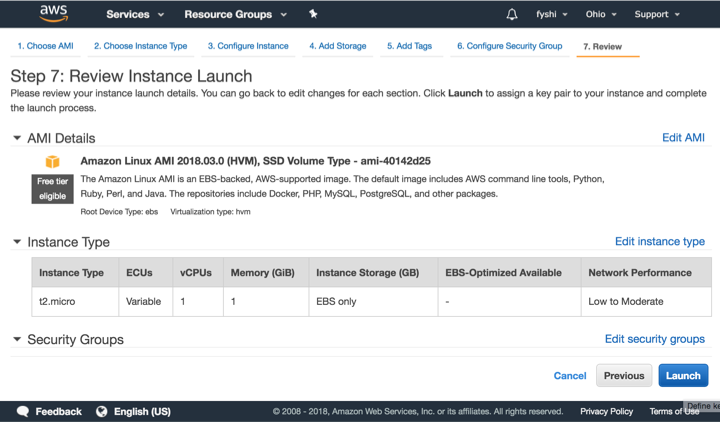 aws
Services Resource Groups fyshi Ohio Support
1. Choose AMI 2. Choose Instance Type 3. Configure Instance 4. Add Storage 5. Add Tags 6. Configure Security Group 7. Review
Step 7: Review Instance Launch
Please review your instance launch details. You can go back to edit changes for each section. Click Launch to assign a key pair to your instance and complete
the launch process.
AMI Details Edit AMI
Amazon Linux AMI 2018.03.0 (HVM), SSD Volume Type - ami-40142d25
Free tier
eligible
The Amazon Linux AMI is an EBS-backed, AWS-supported image. The default image includes AWS command line tools, Python,
Ruby, Perl, and Java. The repositories include Docker, PHP, MySQL, PostgreSQL, and other packages.
Root Device Type: ebs Virtualization type: hvm
Instance Type Edit instance type
Instance Type ECUs vCPUs Memory (GiB) Instance Storage (GB) EBS-Optimized Available Network Performance
t2.micro Variable 1 1 EBS only - Low to Moderate
Security Groups Edit security groups
Cancel Previous Launch
Define ke
Feedback English (US) © 2008 - 2018, Amazon Web Services, Inc. or its affiliates. All rights reserved. Privacy Policy Terms of Use